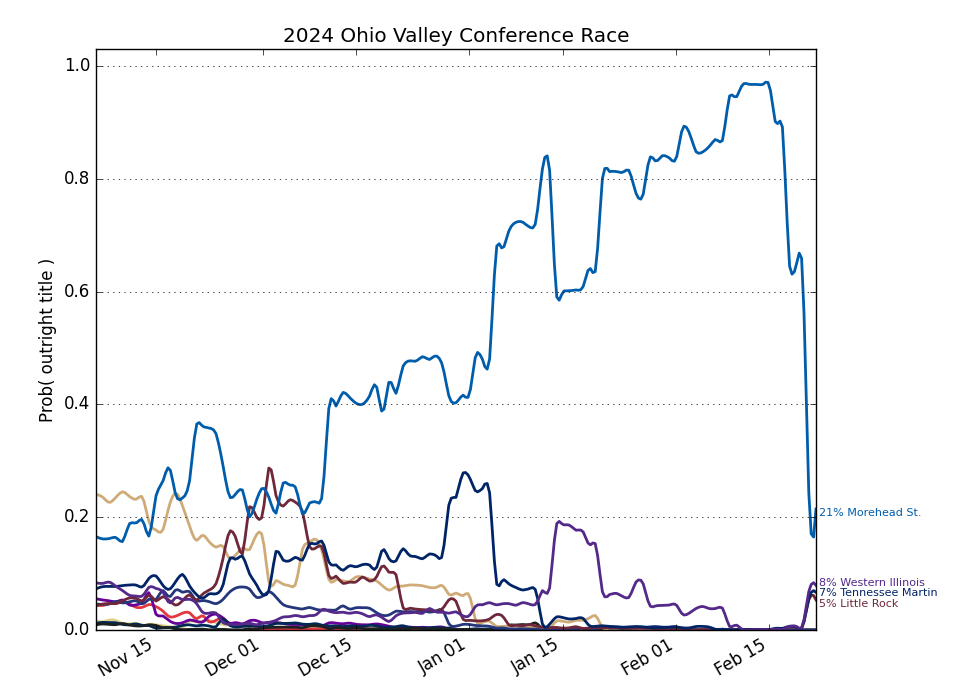 2024 Ohio Valley Conference Race
Prob( outright title )
1.0
0.8
0.6
0.4
0.2
0.0
21% Morehead St.
8% Western Illinois
7% Tennessee Martin
5% Little Rock
Nov 15
Dec 01
Dec 15
Jan 01
Jan 15
Feb 01
Feb 15